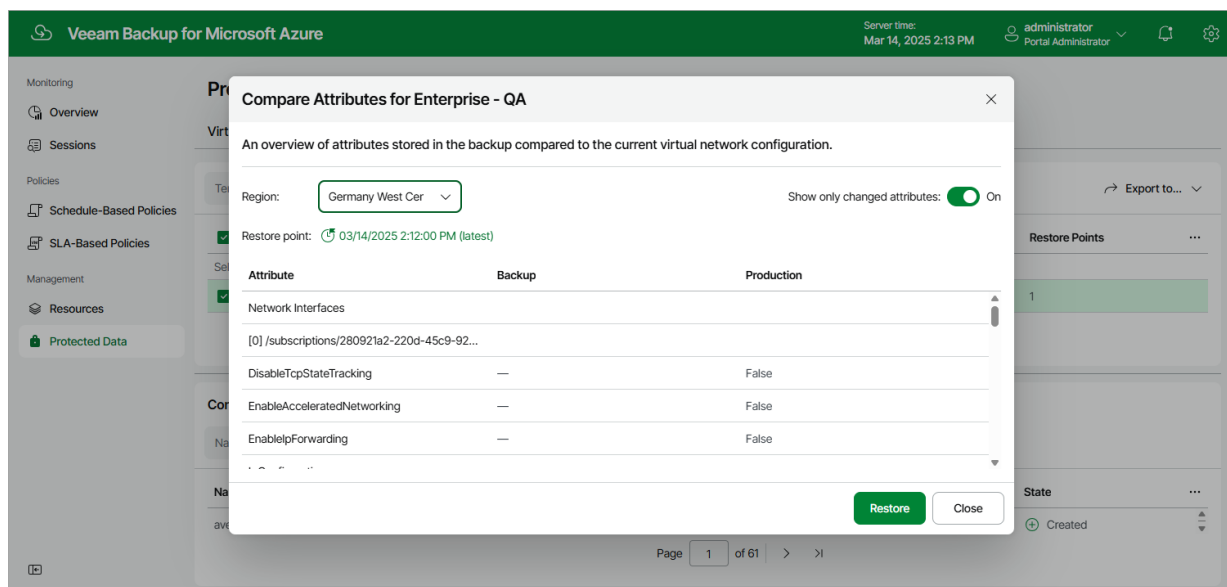 Veeam Backup for Microsoft Azure
Server time:
Mar 14, 2025 2:13 PM
administrator
Portal Administrator
Monitoring
Overview
Sessions
Policies
Schedule-Based Policies
SLA-Based Policies
Management
Resources
Protected Data
Compare Attributes for Enterprise - QA
An overview of attributes stored in the backup compared to the current virtual network configuration.
Region: Germany West Cer Show only changed attributes: On
Restore point: 03/14/2025 2:12:00 PM (latest)
Attribute Backup Production
Network Interfaces
[0] /subscriptions/280921a2-220d-45c9-92...
DisableTcpStateTracking — False
EnableAcceleratedNetworking — False
EnableIpForwarding — False
Restore Close
Export to...
Restore Points ...
1
State ...
Created
Page 1 of 61